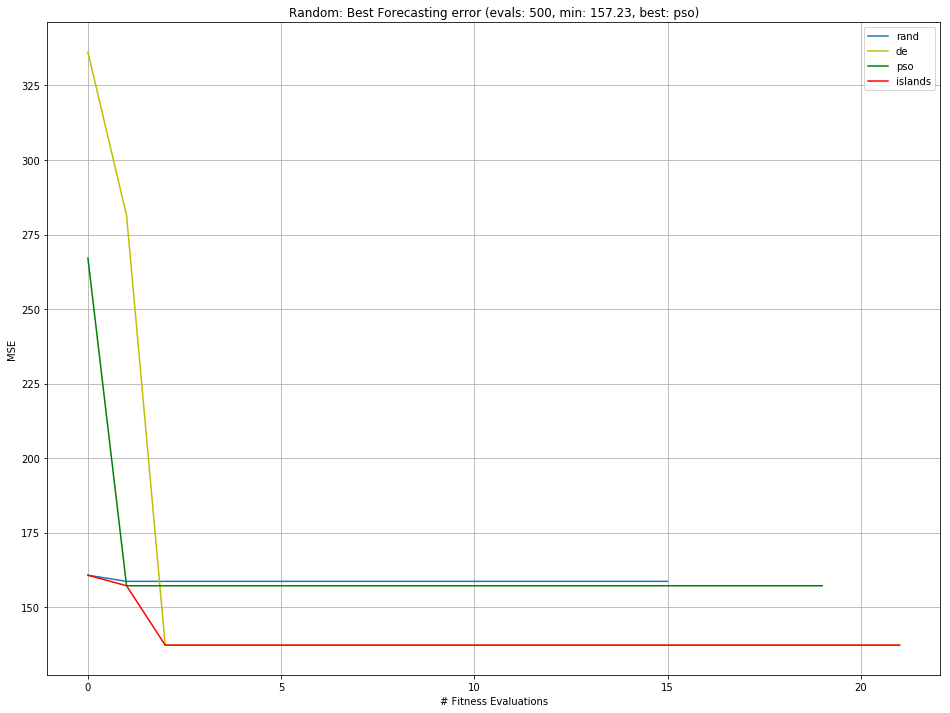 Random: Best Forecasting error (evals: 500, min: 157.23, best: pso)
rand
de
pso
islands
325
300
275
250
225
200
175
150
MSE
0 5 10 15 20
# Fitness Evaluations